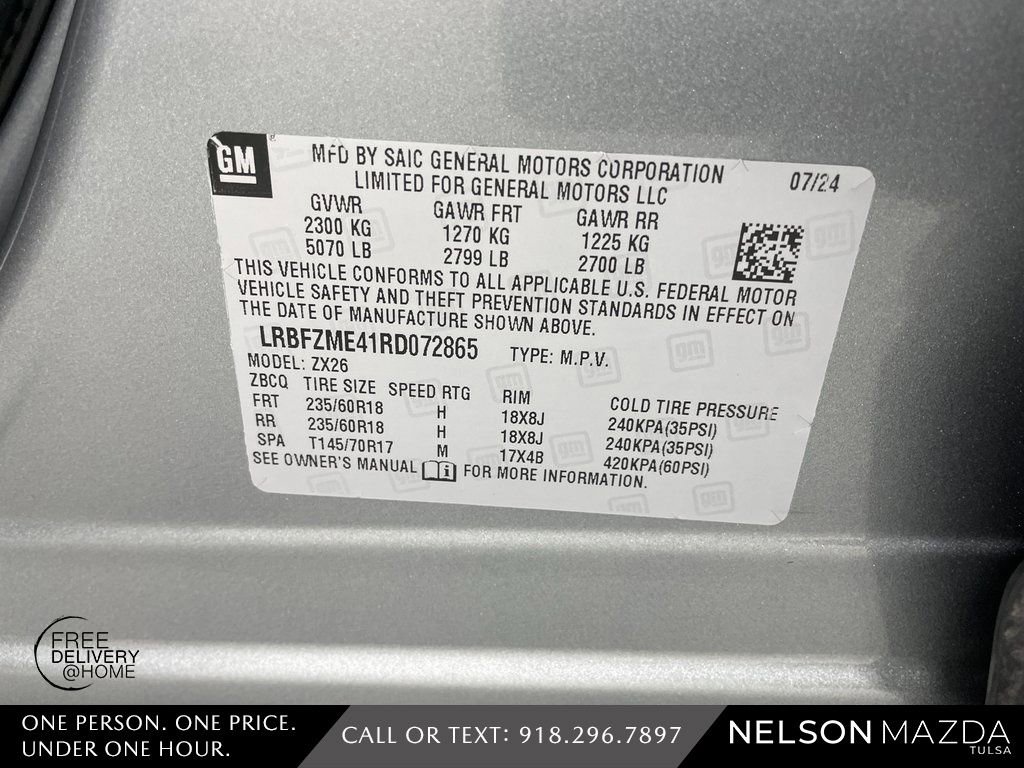 GM
MFD BY SAIC GENERAL MOTORS CORPORATION
LIMITED FOR GENERAL MOTORS LLC
07/24
GVWR GAWR FRT GAWR RR
2300 KG 1270 KG 1225 KG
5070 LB 2799 LB 2700 LB
THIS VEHICLE CONFORMS TO ALL APPLICABLE U.S. FEDERAL MOTOR
VEHICLE SAFETY AND THEFT PREVENTION STANDARDS IN EFFECT ON
THE DATE OF MANUFACTURE SHOWN ABOVE.
LRBFZME41RD072865 TYPE: M.P.V.
MODEL: ZX26
ZBCQ TIRE SIZE SPEED RTG RIM COLD TIRE PRESSURE
FRT 235/60R18 H 18X8J 240KPA(35PSI)
RR 235/60R18 H 18X8J 240KPA(35PSI)
SPA T145/70R17 M 17X4B 420KPA(60PSI)
SEE OWNER'S MANUAL FOR MORE INFORMATION.
FREE
DELIVERY
@HOME
ONE PERSON. ONE PRICE.
UNDER ONE HOUR.
CALL OR TEXT: 918.296.7897
NELSON MAZDA
TULSA